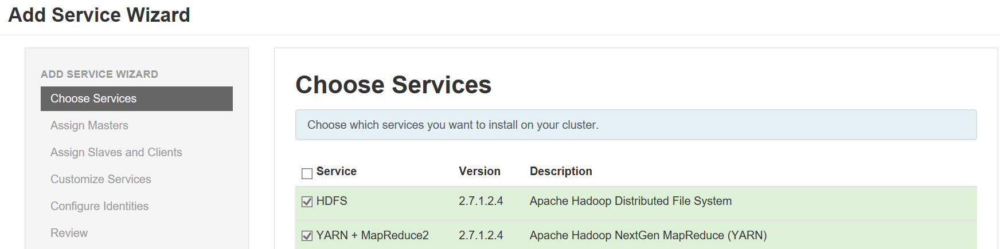 Add Service Wizard
ADD SERVICE WIZARD
Choose Services
Assign Masters
Assign Slaves and Clients
Customize Services
Configure Identities
Review
Choose Services
Choose which services you want to install on your cluster.
Service Version Description
HDFS 2.7.1.2.4 Apache Hadoop Distributed File System
YARN + MapReduce2 2.7.1.2.4 Apache Hadoop NextGen MapReduce (YARN)